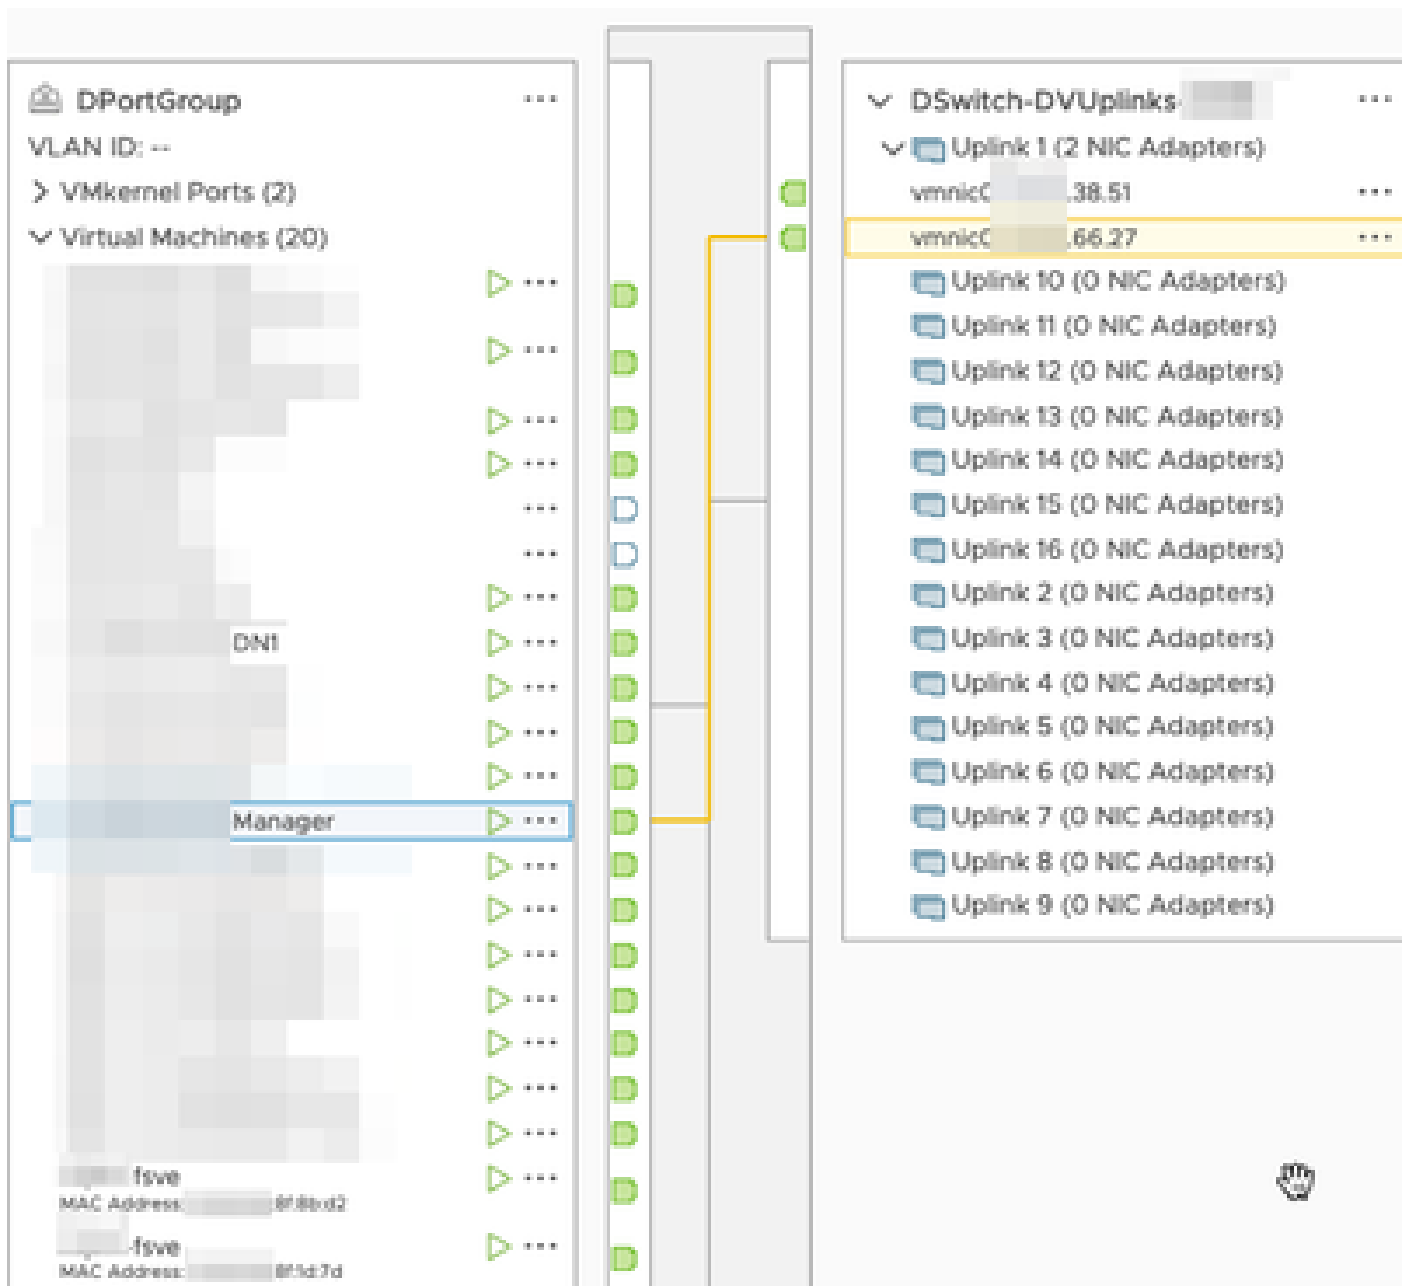 DPortGroup
VLAN ID: --
VMkernel Ports (2)
Virtual Machines (20)
DN1
Manager
fsve
MAC Address: 8f:8b:d2
-fsve
MAC Address: 8f:1d:7d
DSwitch-DVUplinks-
Uplink 1 (2 NIC Adapters)
vmnic0 .38.51
vmnic0 .66.27
Uplink 10 (0 NIC Adapters)
Uplink 11 (0 NIC Adapters)
Uplink 12 (0 NIC Adapters)
Uplink 13 (0 NIC Adapters)
Uplink 14 (0 NIC Adapters)
Uplink 15 (0 NIC Adapters)
Uplink 16 (0 NIC Adapters)
Uplink 2 (0 NIC Adapters)
Uplink 3 (0 NIC Adapters)
Uplink 4 (0 NIC Adapters)
Uplink 5 (0 NIC Adapters)
Uplink 6 (0 NIC Adapters)
Uplink 7 (0 NIC Adapters)
Uplink 8 (0 NIC Adapters)
Uplink 9 (0 NIC Adapters)